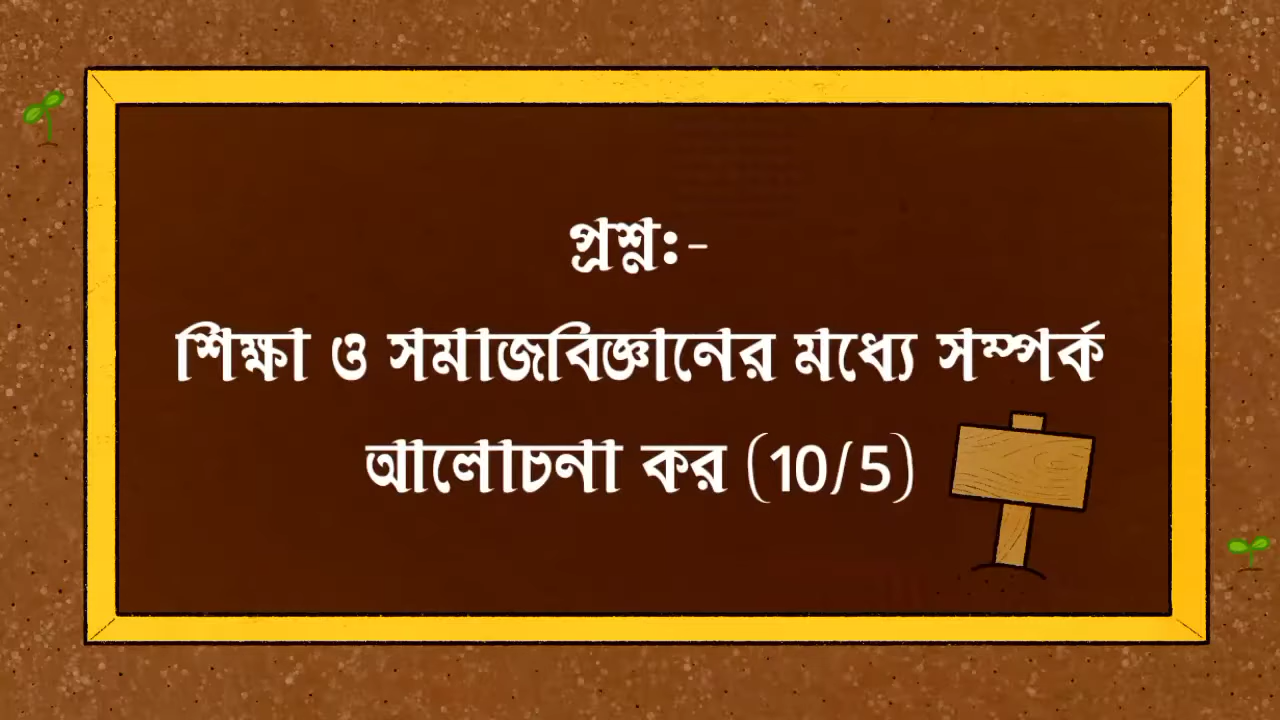 প্রশ্ন:-
শিক্ষা ও সমাজবিজ্ঞানের মধ্যে সম্পর্ক
আলোচনা কর (10/5)